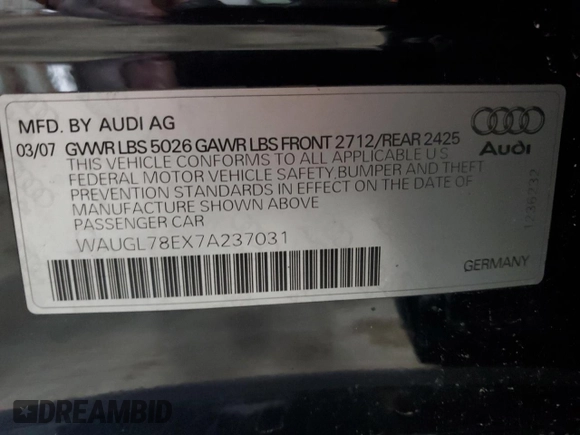 MFD. BY AUDI AG
03/07 GVWR LBS 5026 GAWR LBS FRONT 2712/REAR 2425
THIS VEHICLE CONFORMS TO ALL APPLICABLE U S
FEDERAL MOTOR VEHICLE SAFETY,BUMPER AND THEFT
PREVENTION STANDARDS IN EFFECT ON THE DATE OF
MANUFACTURE SHOWN ABOVE
PASSENGER CAR
WAUGL78EX7A237031
Audi
1336232
GERMANY
DREAMBID